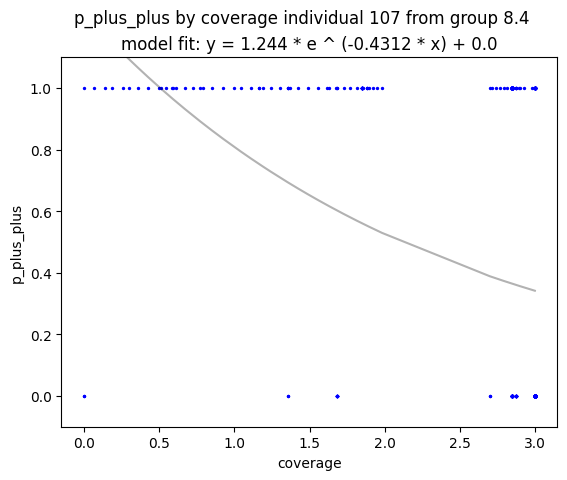 p_plus_plus by coverage individual 107 from group 8.4
model fit: y = 1.244 * e ^ (-0.4312 * x) + 0.0
1.0
0.8
0.6
0.4
0.2
0.0
p_plus_plus
0.0 0.5 1.0 1.5 2.0 2.5 3.0
coverage